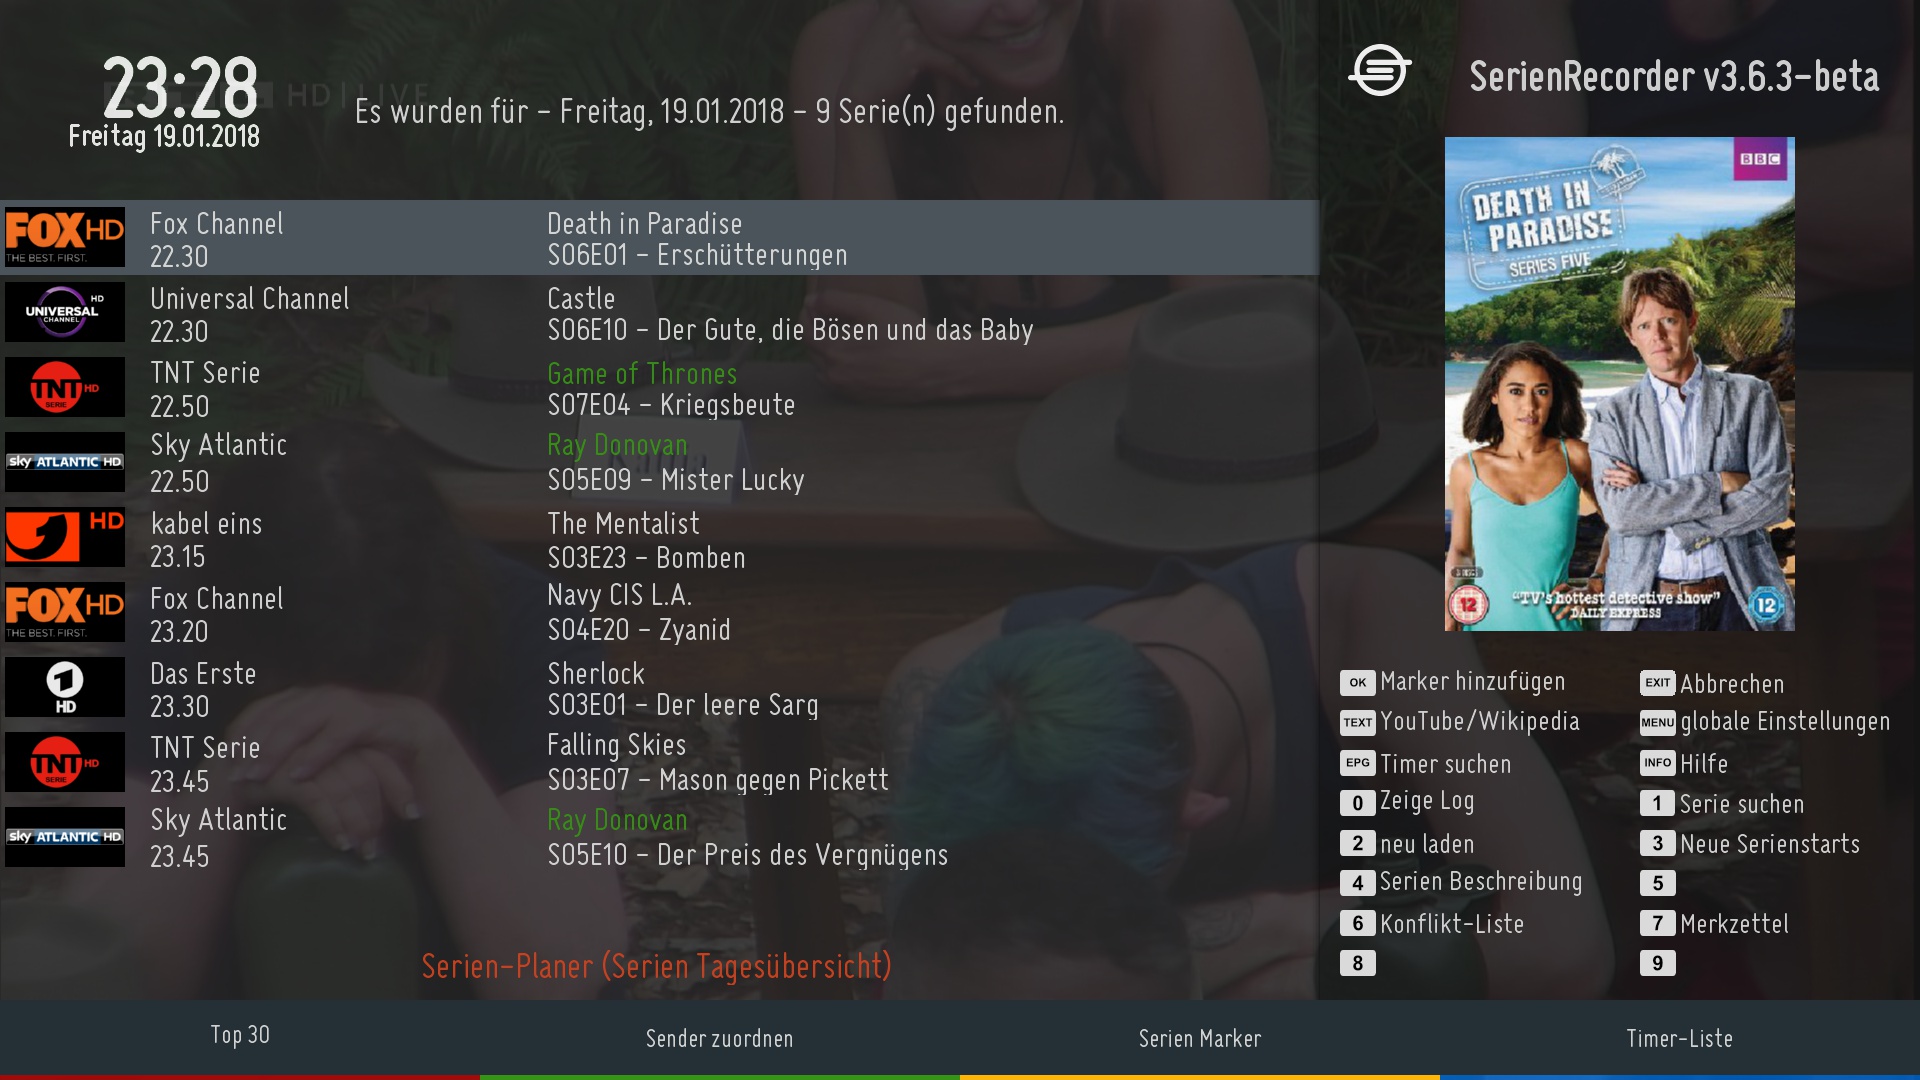 23:28
Freitag 19.01.2018
HD | LIVE
Es wurden für - Freitag, 19.01.2018 - 9 Serie(n) gefunden.
SerienRecorder v3.6.3-beta
FOX HD
THE BEST. FIRST.
Fox Channel
22.30
Death in Paradise
S06E01 - Erschütterungen
UNIVERSAL HD
CHANNEL
Universal Channel
22.30
Castle
S06E10 - Der Gute, die Bösen und das Baby
TNT HD
SERIE
TNT Serie
22.50
Game of Thrones
S07E04 - Kriegsbeute
sky ATLANTIC HD
Sky Atlantic
22.50
Ray Donovan
S05E09 - Mister Lucky
HD
kabel eins
23.15
The Mentalist
S03E23 - Bomben
FOX HD
THE BEST. FIRST.
Fox Channel
23.20
Navy CIS L.A.
S04E20 - Zyanid
1
HD
Das Erste
23.30
Sherlock
S03E01 - Der leere Sarg
TNT HD
SERIE
TNT Serie
23.45
Falling Skies
S03E07 - Mason gegen Pickett
sky ATLANTIC HD
Sky Atlantic
23.45
Ray Donovan
S05E10 - Der Preis des Vergnügens
Serien-Planer (Serien Tagesübersicht)
BBC
DEATH IN
PARADISE
SERIES FIVE
"TV's hottest detective show"
DAILY EXPRESS
12
12
OK Marker hinzufügen
EXIT Abbrechen
TEXT YouTube/Wikipedia
MENU globale Einstellungen
EPG Timer suchen
INFO Hilfe
0 Zeige Log
1 Serie suchen
2 neu laden
3 Neue Serienstarts
4 Serien Beschreibung
5
6 Konflikt-Liste
7 Merkzettel
8
9
Top 30
Sender zuordnen
Serien Marker
Timer-Liste